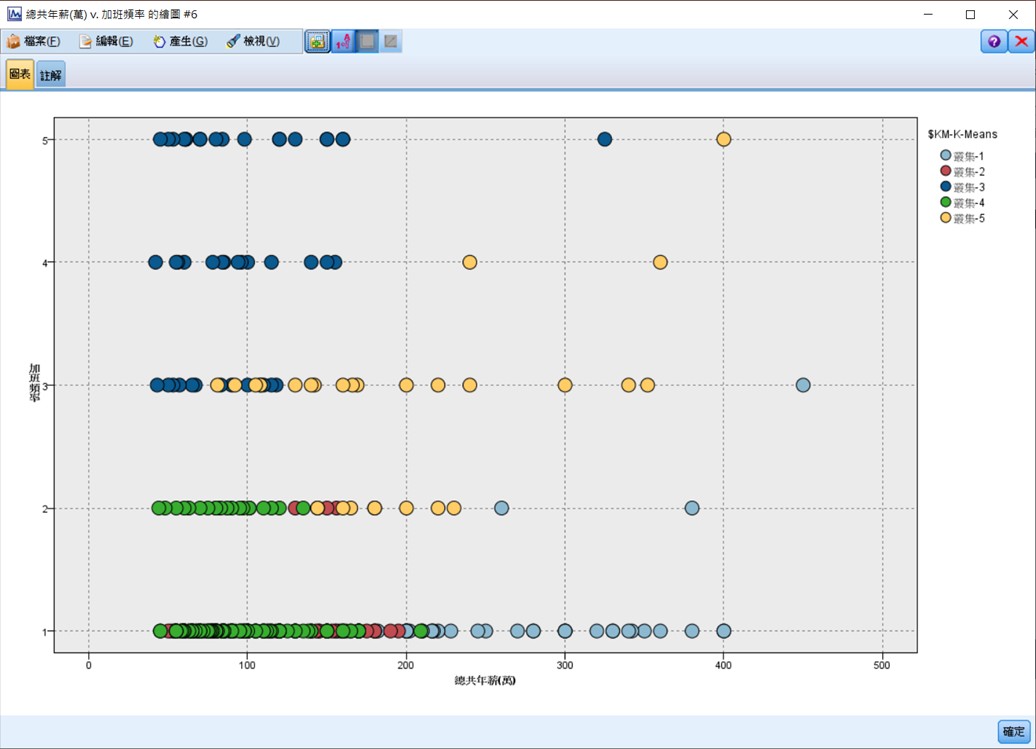 總共年薪(萬) v. 加班頻率 的繪圖 #6
檔案(F) 編輯(E) 產生(G) 檢視(V)
圖表 註解
$KM-K-Means
叢集-1
叢集-2
叢集-3
叢集-4
叢集-5
5
4
3
2
1
加班頻率
0 100 200 300 400 500
總共年薪(萬)
確定